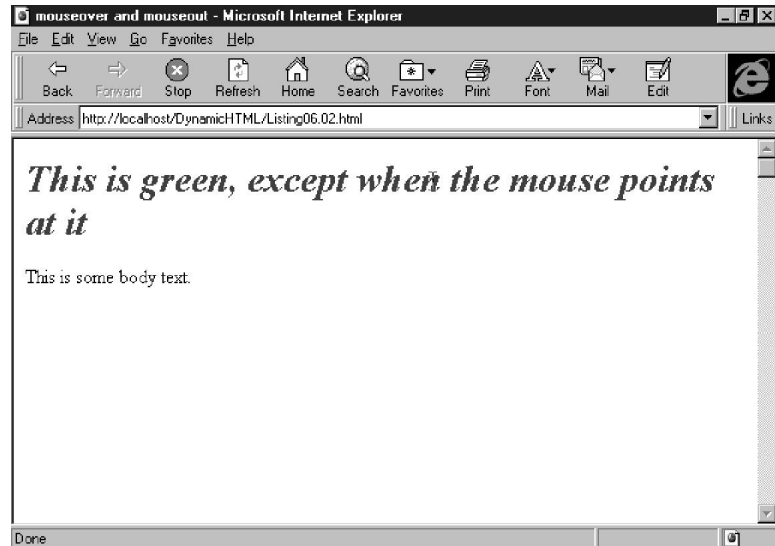 mouseover and mouseout - Microsoft Internet Explorer
File Edit View Go Favorites Help
Back Forward Stop Refresh Home Search Favorites Print Font Mail Edit
Address http://localhost/DynamicHTML/Listing06.02.html Links
This is green, except when the mouse points
at it
This is some body text.
Done